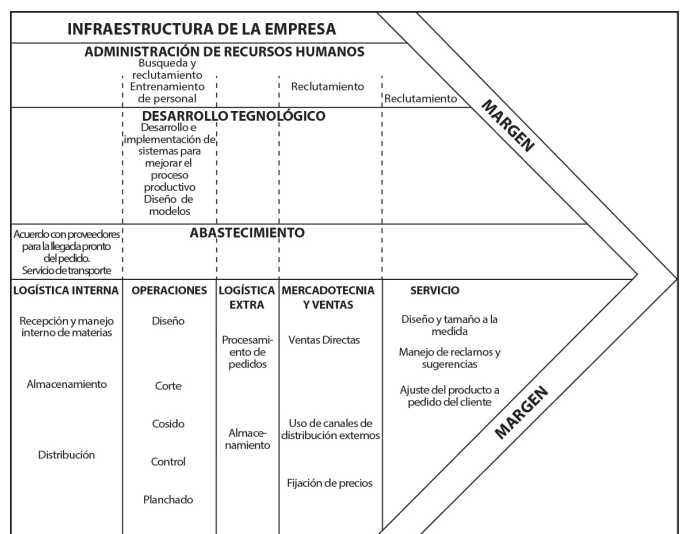 INFRAESTRUCTURA DE LA EMPRESA
ADMINISTRACIÓN DE RECURSOS HUMANOS
Busqueda y
reclutamiento
Entrenamiento
de personal
Reclutamiento
Reclutamiento
MARGEN
DESARROLLO TEGNOLÓGICO
Desarrollo e
implementación de
sistemas para
mejorar el
proceso
productivo
Diseño de
modelos
ABASTECIMIENTO
Acuerdo con proveedores
para la llegada pronto
del pedido.
Servicio de transporte
LOGÍSTICA INTERNA
Recepción y manejo
interno de materias
Almacenamiento
Distribución
OPERACIONES
Diseño
Corte
Cosido
Control
Planchado
LOGÍSTICA
EXTRA
Procesami-
ento de
pedidos
Almace-
namiento
MERCADOTECNIA
Y VENTAS
Ventas Directas
Uso de canales de
distribución externos
Fijación de precios
SERVICIO
Diseño y tamaño a la
medida
Manejo de reclamos y
sugerencias
Ajuste del producto a
pedido del cliente
MARGEN